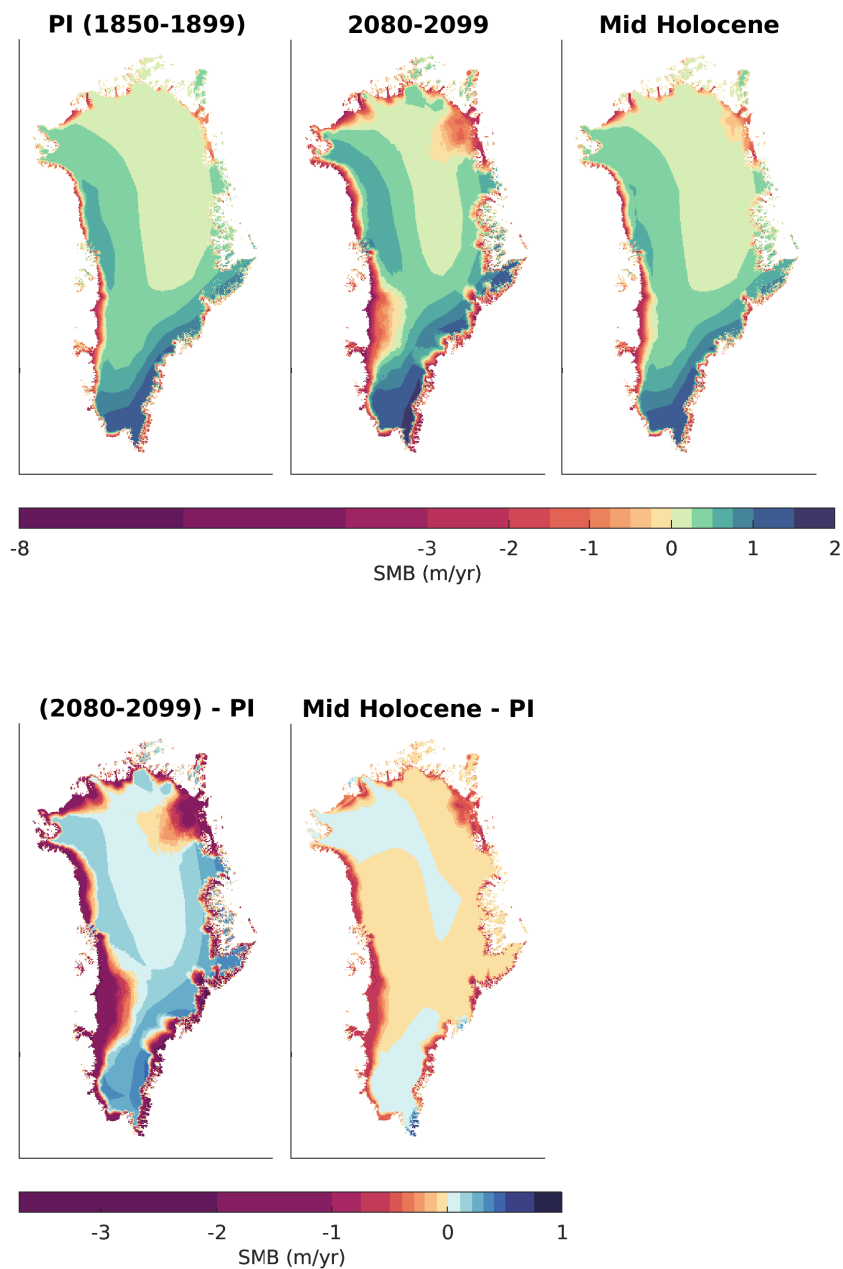 PI (1850-1899) 2080-2099 Mid Holocene
-8 -3 -2 -1 0 1 2
SMB (m/yr)
(2080-2099) - PI Mid Holocene - PI
-3 -2 -1 0 1
SMB (m/yr)